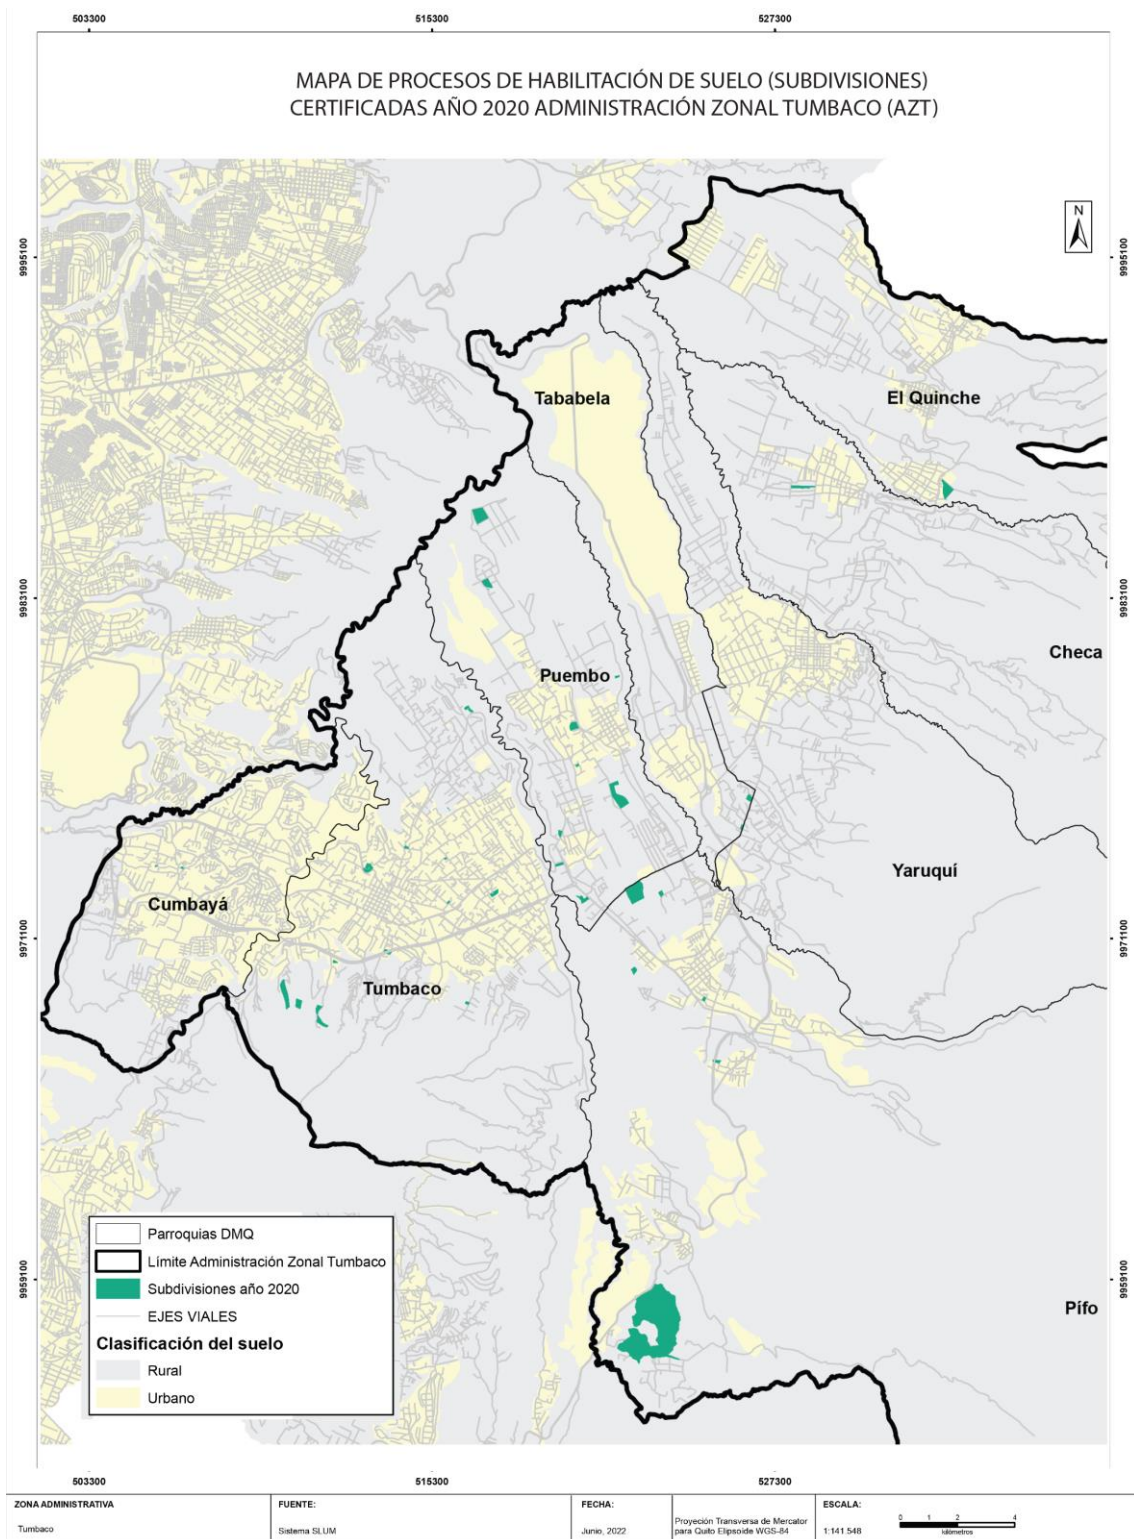 503300
515300
527300
MAPA DE PROCESOS DE HABILITACIÓN DE SUELO (SUBDIVISIONES)
CERTIFICADAS AÑO 2020 ADMINISTRACIÓN ZONAL TUMBACO (AZT)
N
9995100
9995100
Tababela
El Quinche
9983100
9983100
Checa
Puembo
Yaruquí
Cumbayá
9971100
9971100
Tumbaco
Parroquias DMQ
Límite Administración Zonal Tumbaco
Subdivisiones año 2020
EJES VIALES
Clasificación del suelo
Rural
Urbano
9959100
9959100
Pífo
503300
515300
527300
ZONA ADMINISTRATIVA
Tumbaco
FUENTE:
Sistema SLUM
FECHA:
Junio, 2022
Proyeción Transversa de Mercator
para Quito Elipsoide WGS-84
ESCALA:
1:141.548
0 1 2 4
kilómetros